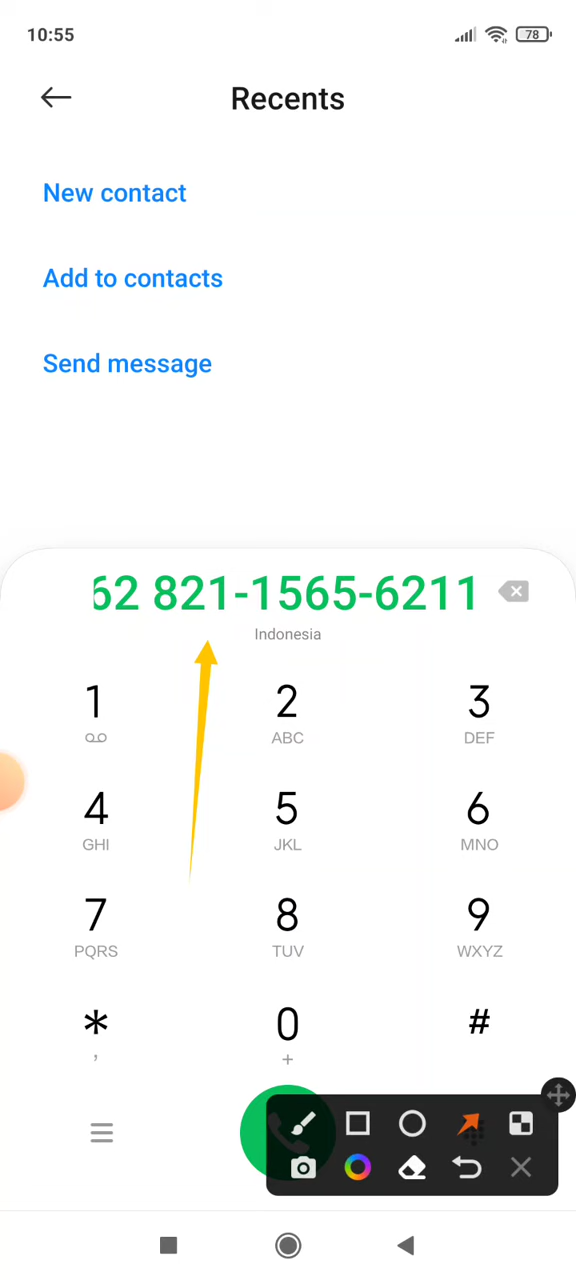 10:55
78
Recents
New contact
Add to contacts
Send message
62 821-1565-6211
Indonesia
1 2 3
ABC DEF
4 5 6
GHI JKL MNO
7 8 9
PQRS TUV WXYZ
* 0 #
, +